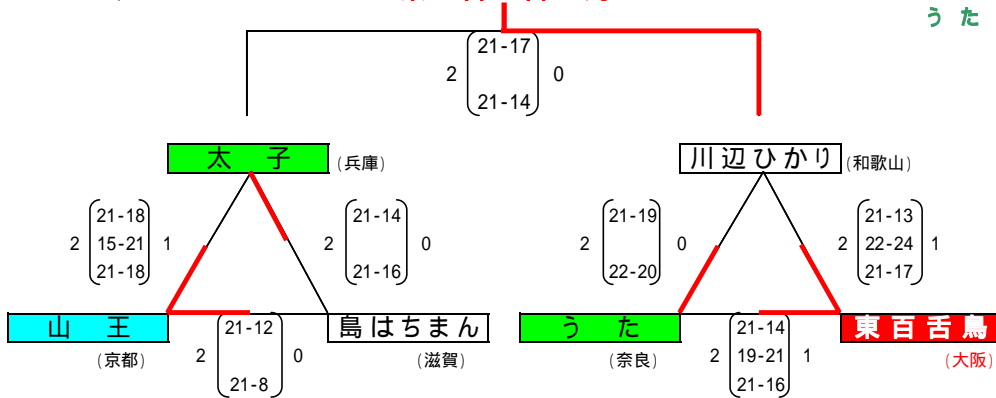 うた
21-17
2 0
21-14
太子 (兵庫)
川辺ひかり (和歌山)
21-18
2 15-21 1
21-18
21-14
2 0
21-16
21-19
2 0
22-20
21-13
2 22-24 1
21-17
山王
(京都)
島はちまん
(滋賀)
21-12
2 0
21-8
うた
(奈良)
東百舌鳥
(大阪)
21-14
2 19-21 1
21-16